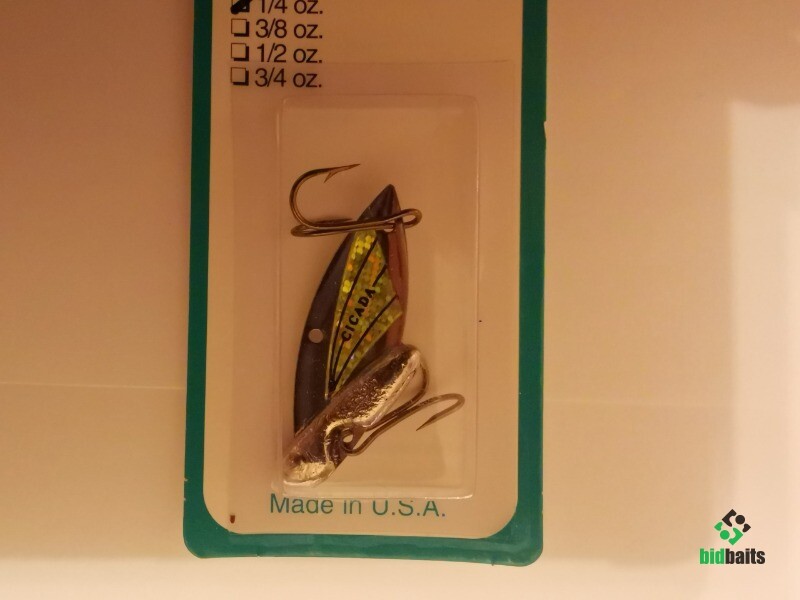 1/4 oz.
3/8 oz.
1/2 oz.
3/4 oz.
CICADA
Made in U.S.A.
bidbaits